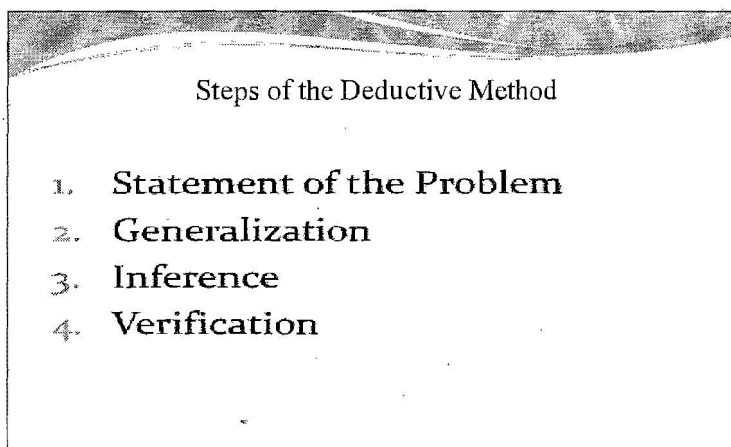 Steps of the Deductive Method
1. Statement of the Problem
2. Generalization
3. Inference
4. Verification